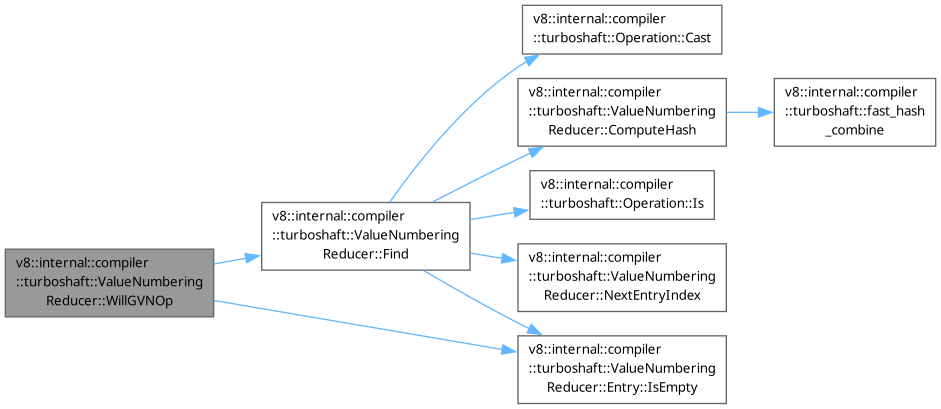 v8::internal::compiler
::turboshaft::ValueNumbering
Reducer::WillGVNOp
v8::internal::compiler
::turboshaft::ValueNumbering
Reducer::Find
v8::internal::compiler
::turboshaft::Operation::Cast
v8::internal::compiler
::turboshaft::ValueNumbering
Reducer::ComputeHash
v8::internal::compiler
::turboshaft::fast_hash
_combine
v8::internal::compiler
::turboshaft::Operation::Is
v8::internal::compiler
::turboshaft::ValueNumbering
Reducer::NextEntryIndex
v8::internal::compiler
::turboshaft::ValueNumbering
Reducer::Entry::IsEmpty